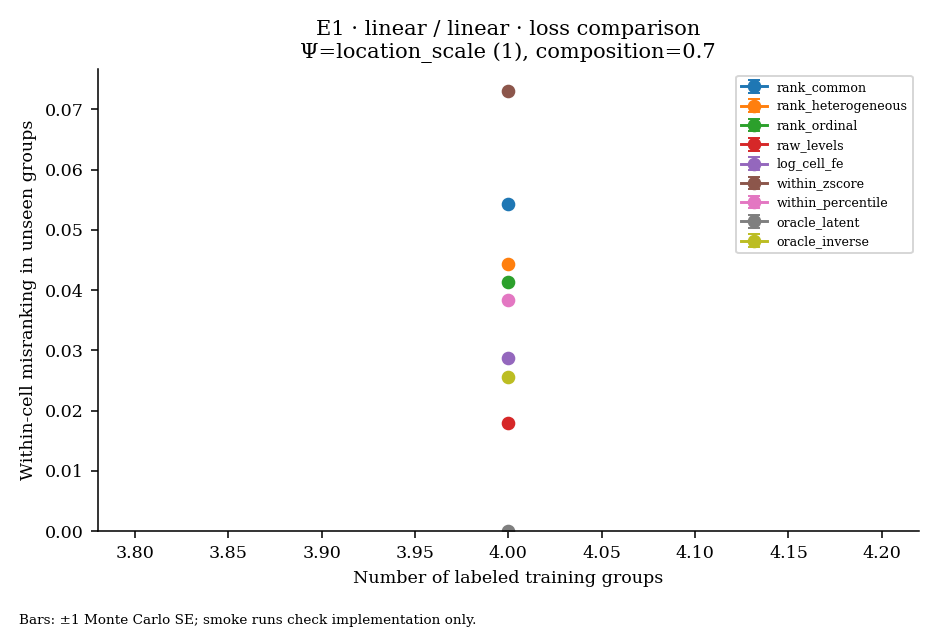 E1 · linear / linear · loss comparison
Ψ=location_scale (1), composition=0.7
Within-cell misranking in unseen groups
0.07
0.06
0.05
0.04
0.03
0.02
0.01
0.00
rank_common
rank_heterogeneous
rank_ordinal
raw_levels
log_cell_fe
within_zscore
within_percentile
oracle_latent
oracle_inverse
3.80 3.85 3.90 3.95 4.00 4.05 4.10 4.15 4.20
Number of labeled training groups
Bars: ±1 Monte Carlo SE; smoke runs check implementation only.